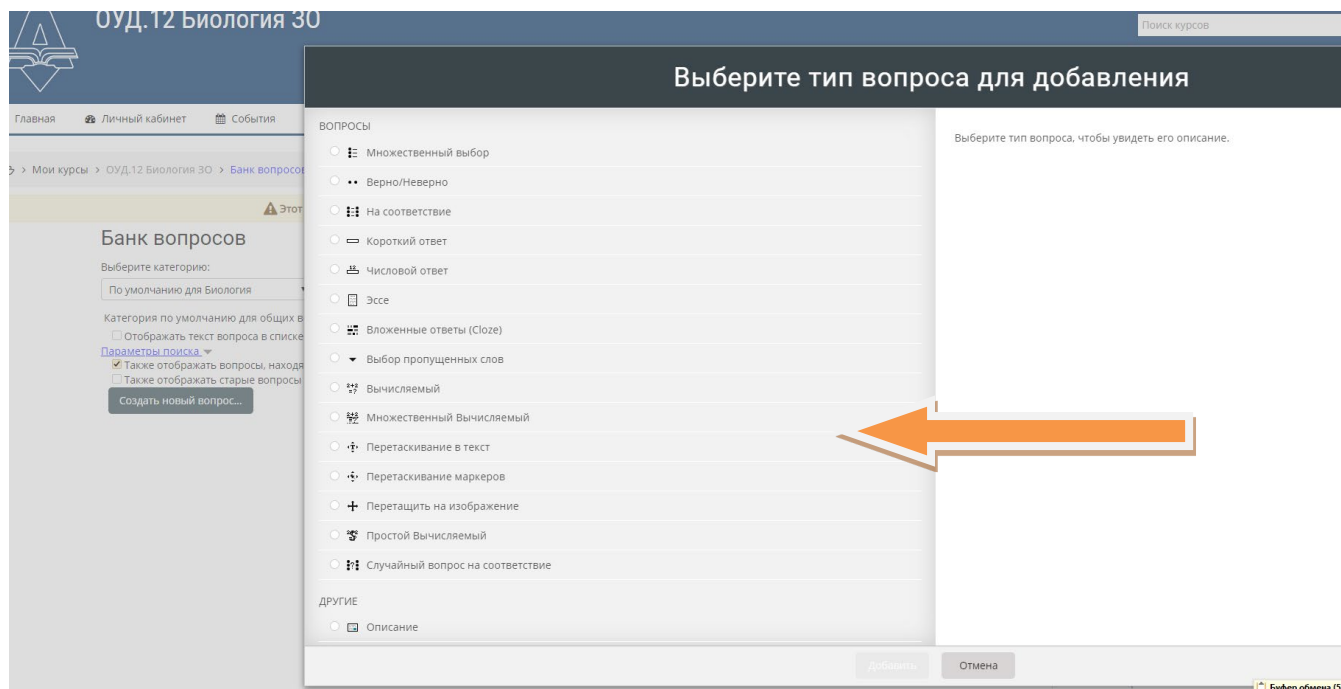 ОУД.12 Биология ЗО
Поиск курсов
Выберите тип вопроса для добавления
Главная
Личный кабинет
События
> Мои курсы > ОУД.12 Биология ЗО > Банк вопросов
Этот
Банк вопросов
Выберите категорию:
По умолчанию для Биология
Категория по умолчанию для общих в
Отображать текст вопроса в списке
Параметры поиска
Также отображать вопросы, находя
Также отображать старые вопросы
Создать новый вопрос...
ВОПРОСЫ
Множественный выбор
Верно/Неверно
На соответствие
Короткий ответ
Числовой ответ
Эссе
Вложенные ответы (Cloze)
Выбор пропущенных слов
Вычисляемый
Множественный Вычисляемый
Перетаскивание в текст
Перетаскивание маркеров
Перетащить на изображение
Простой Вычисляемый
Случайный вопрос на соответствие
ДРУГИЕ
Описание
Выберите тип вопроса, чтобы увидеть его описание.
Добавить
Отмена
Буфер обмена (5